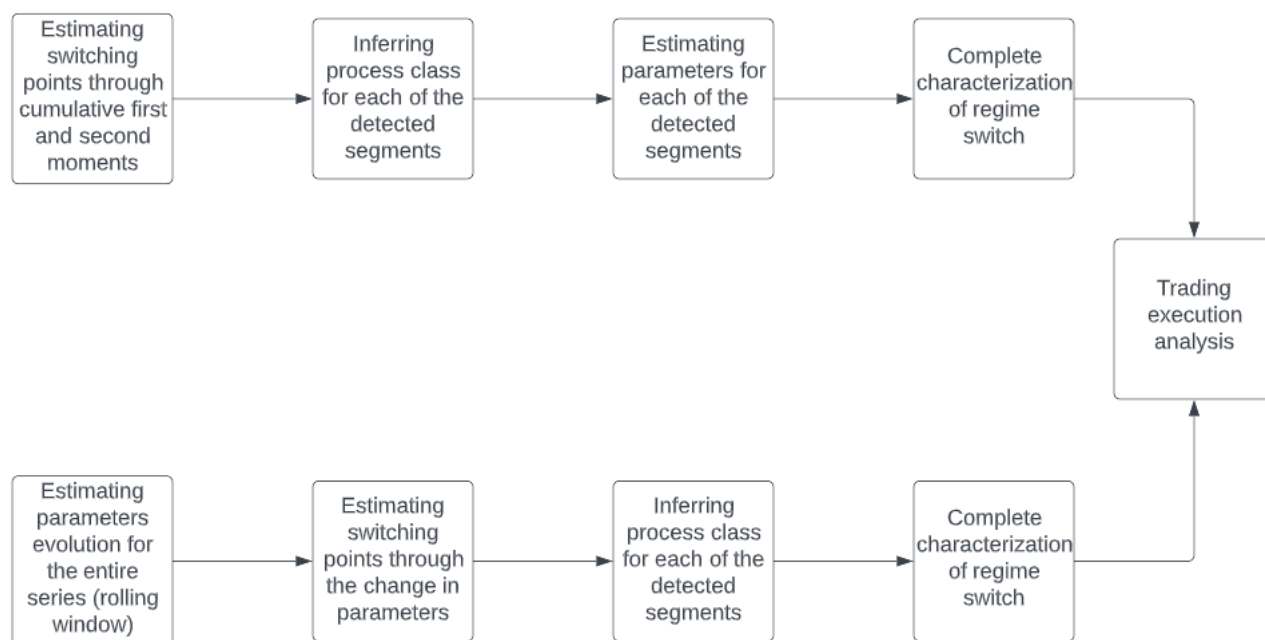 Estimating
switching
points through
cumulative first
and second
moments
Inferring
process class
for each of the
detected
segments
Estimating
parameters for
each of the
detected
segments
Complete
characterization
of regime
switch
Trading
execution
analysis
Estimating
parameters
evolution for
the entire
series (rolling
window)
Estimating
switching
points through
the change in
parameters
Inferring
process class
for each of the
detected
segments
Complete
characterization
of regime
switch